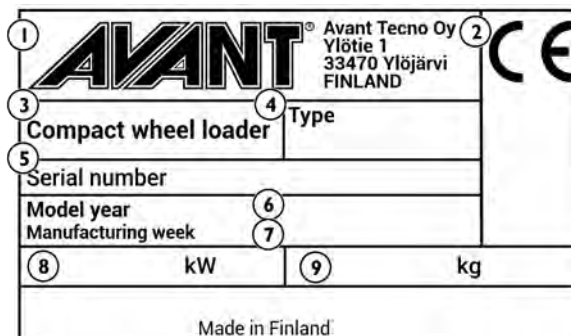 1 AVANT® Avant Tecno Oy 2 CE
Ylötie 1
33470 Ylöjärvi
FINLAND
3 Compact wheel loader 4 Type
5 Serial number
Model year 6
Manufacturing week 7
8 kW 9 kg
Made in Finland